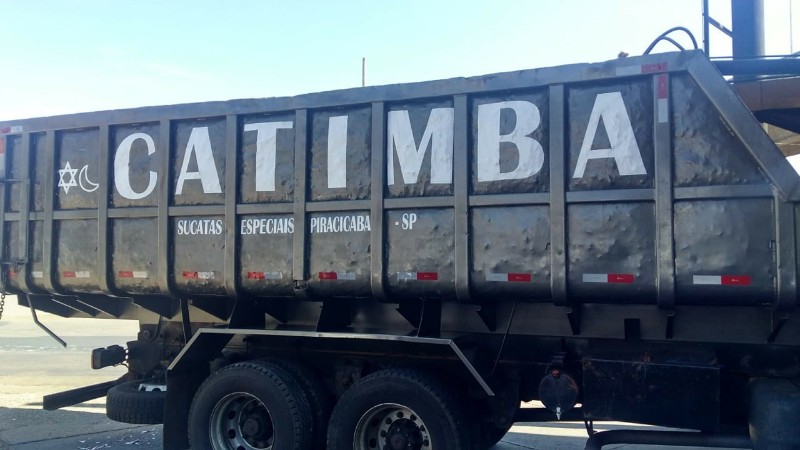 CATIMBA
SUCATAS ESPECIAIS PIRACICABA - SP